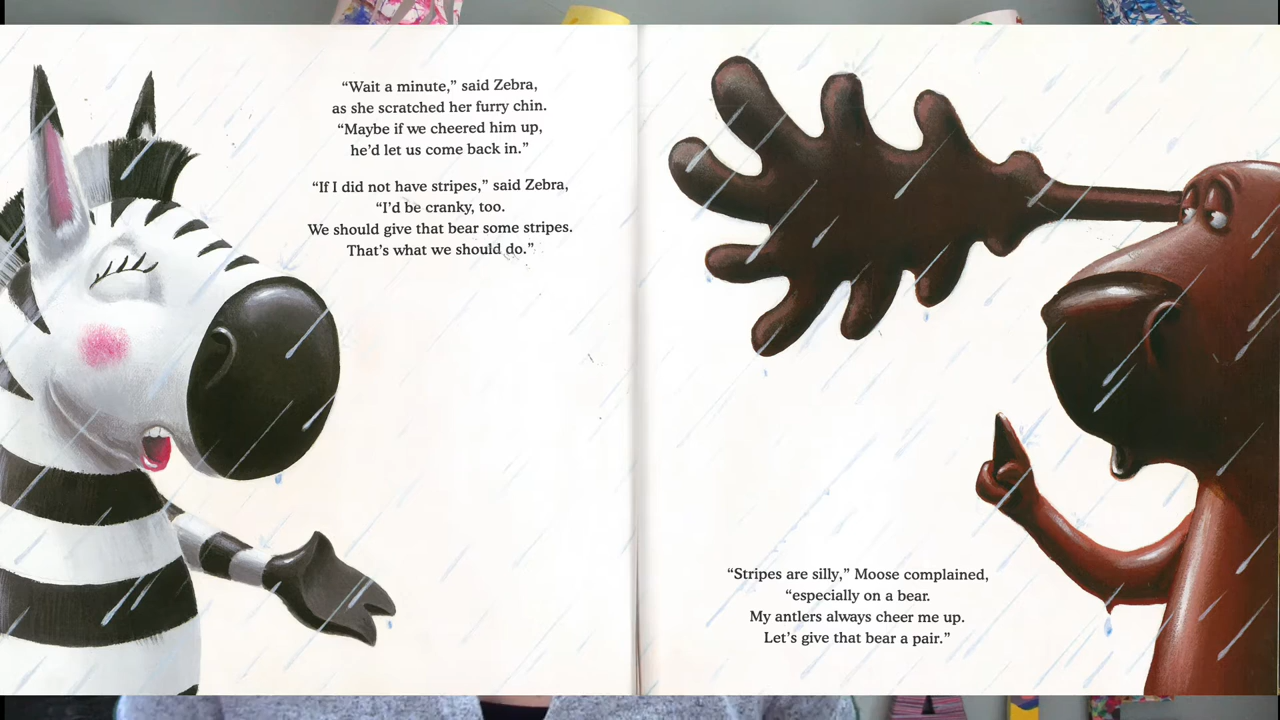 “Wait a minute,” said Zebra,
as she scratched her furry chin.
“Maybe if we cheered him up,
he’d let us come back in.”
“If I did not have stripes,” said Zebra,
“I’d be cranky, too.
We should give that bear some stripes.
That’s what we should do.”
“Stripes are silly,” Moose complained,
“especially on a bear.
My antlers always cheer me up.
Let’s give that bear a pair.”